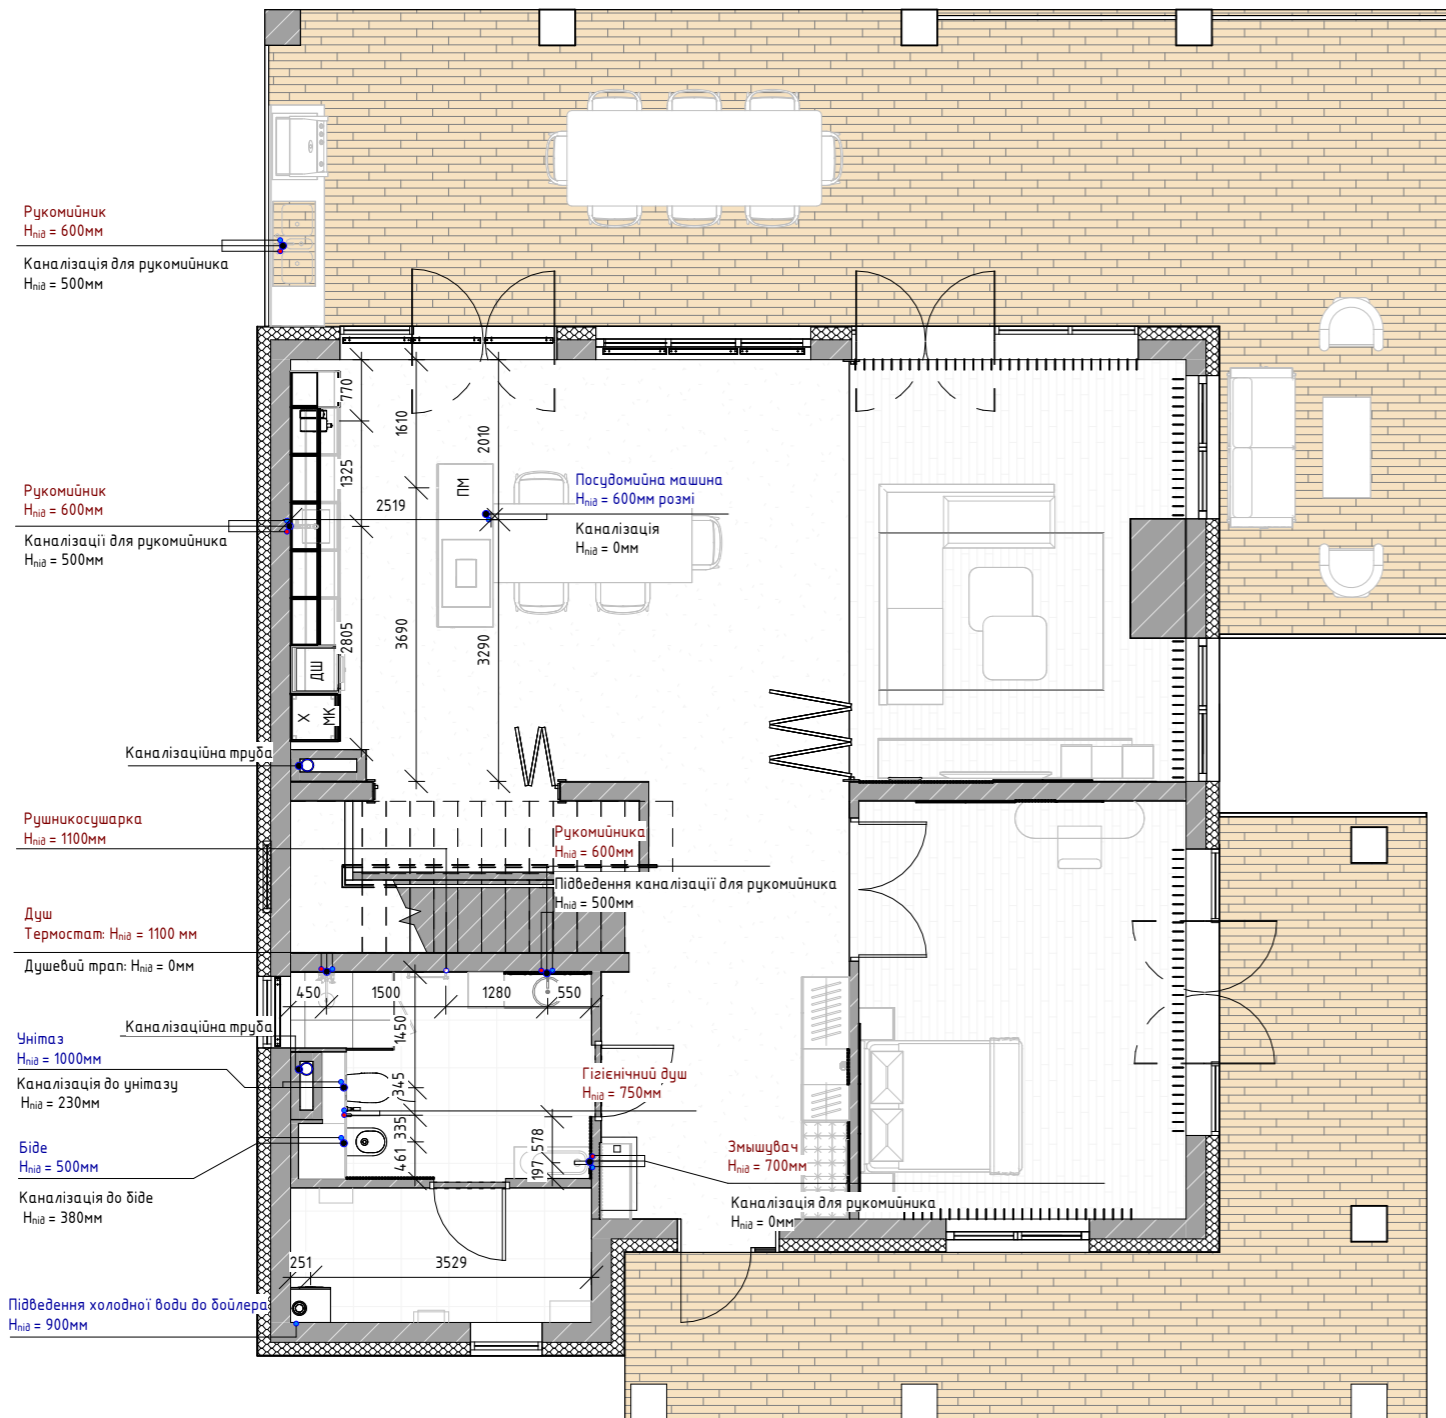 Рукомийник
Hпід = 600мм
Каналізація для рукомийника
Hпід = 500мм
770
1610
2010
1325
ПМ
2519
Посудомийна машина
Hпід = 600мм розмі
Каналізація
Hпід = 0мм
Рукомийник
Hпід = 600мм
Каналізації для рукомийника
Hпід = 500мм
2805
3690
3290
ДШ
Х
МК
Каналізаційна труба
Рушникосушарка
Hпід = 1100мм
Рукомийника
Hпід = 600мм
Підведення каналізації для рукомийника
Hпід = 500мм
Душ
Термостат: Hпід = 1100 мм
Душевий трап: Hпід = 0мм
450
1500
1280
550
Каналізаційна труба
1450
Унітаз
Hпід = 1000мм
Каналізація до унітазу
Hпід = 230мм
345
Гігієнічний душ
Hпід = 750мм
335
578
461
197
Біде
Hпід = 500мм
Каналізація до біде
Hпід = 380мм
Змышувач
Hпід = 700мм
Каналізація для рукомийника
Hпід = 0мм
251
3529
Підведення холодної води до бойлера
Hпід = 900мм